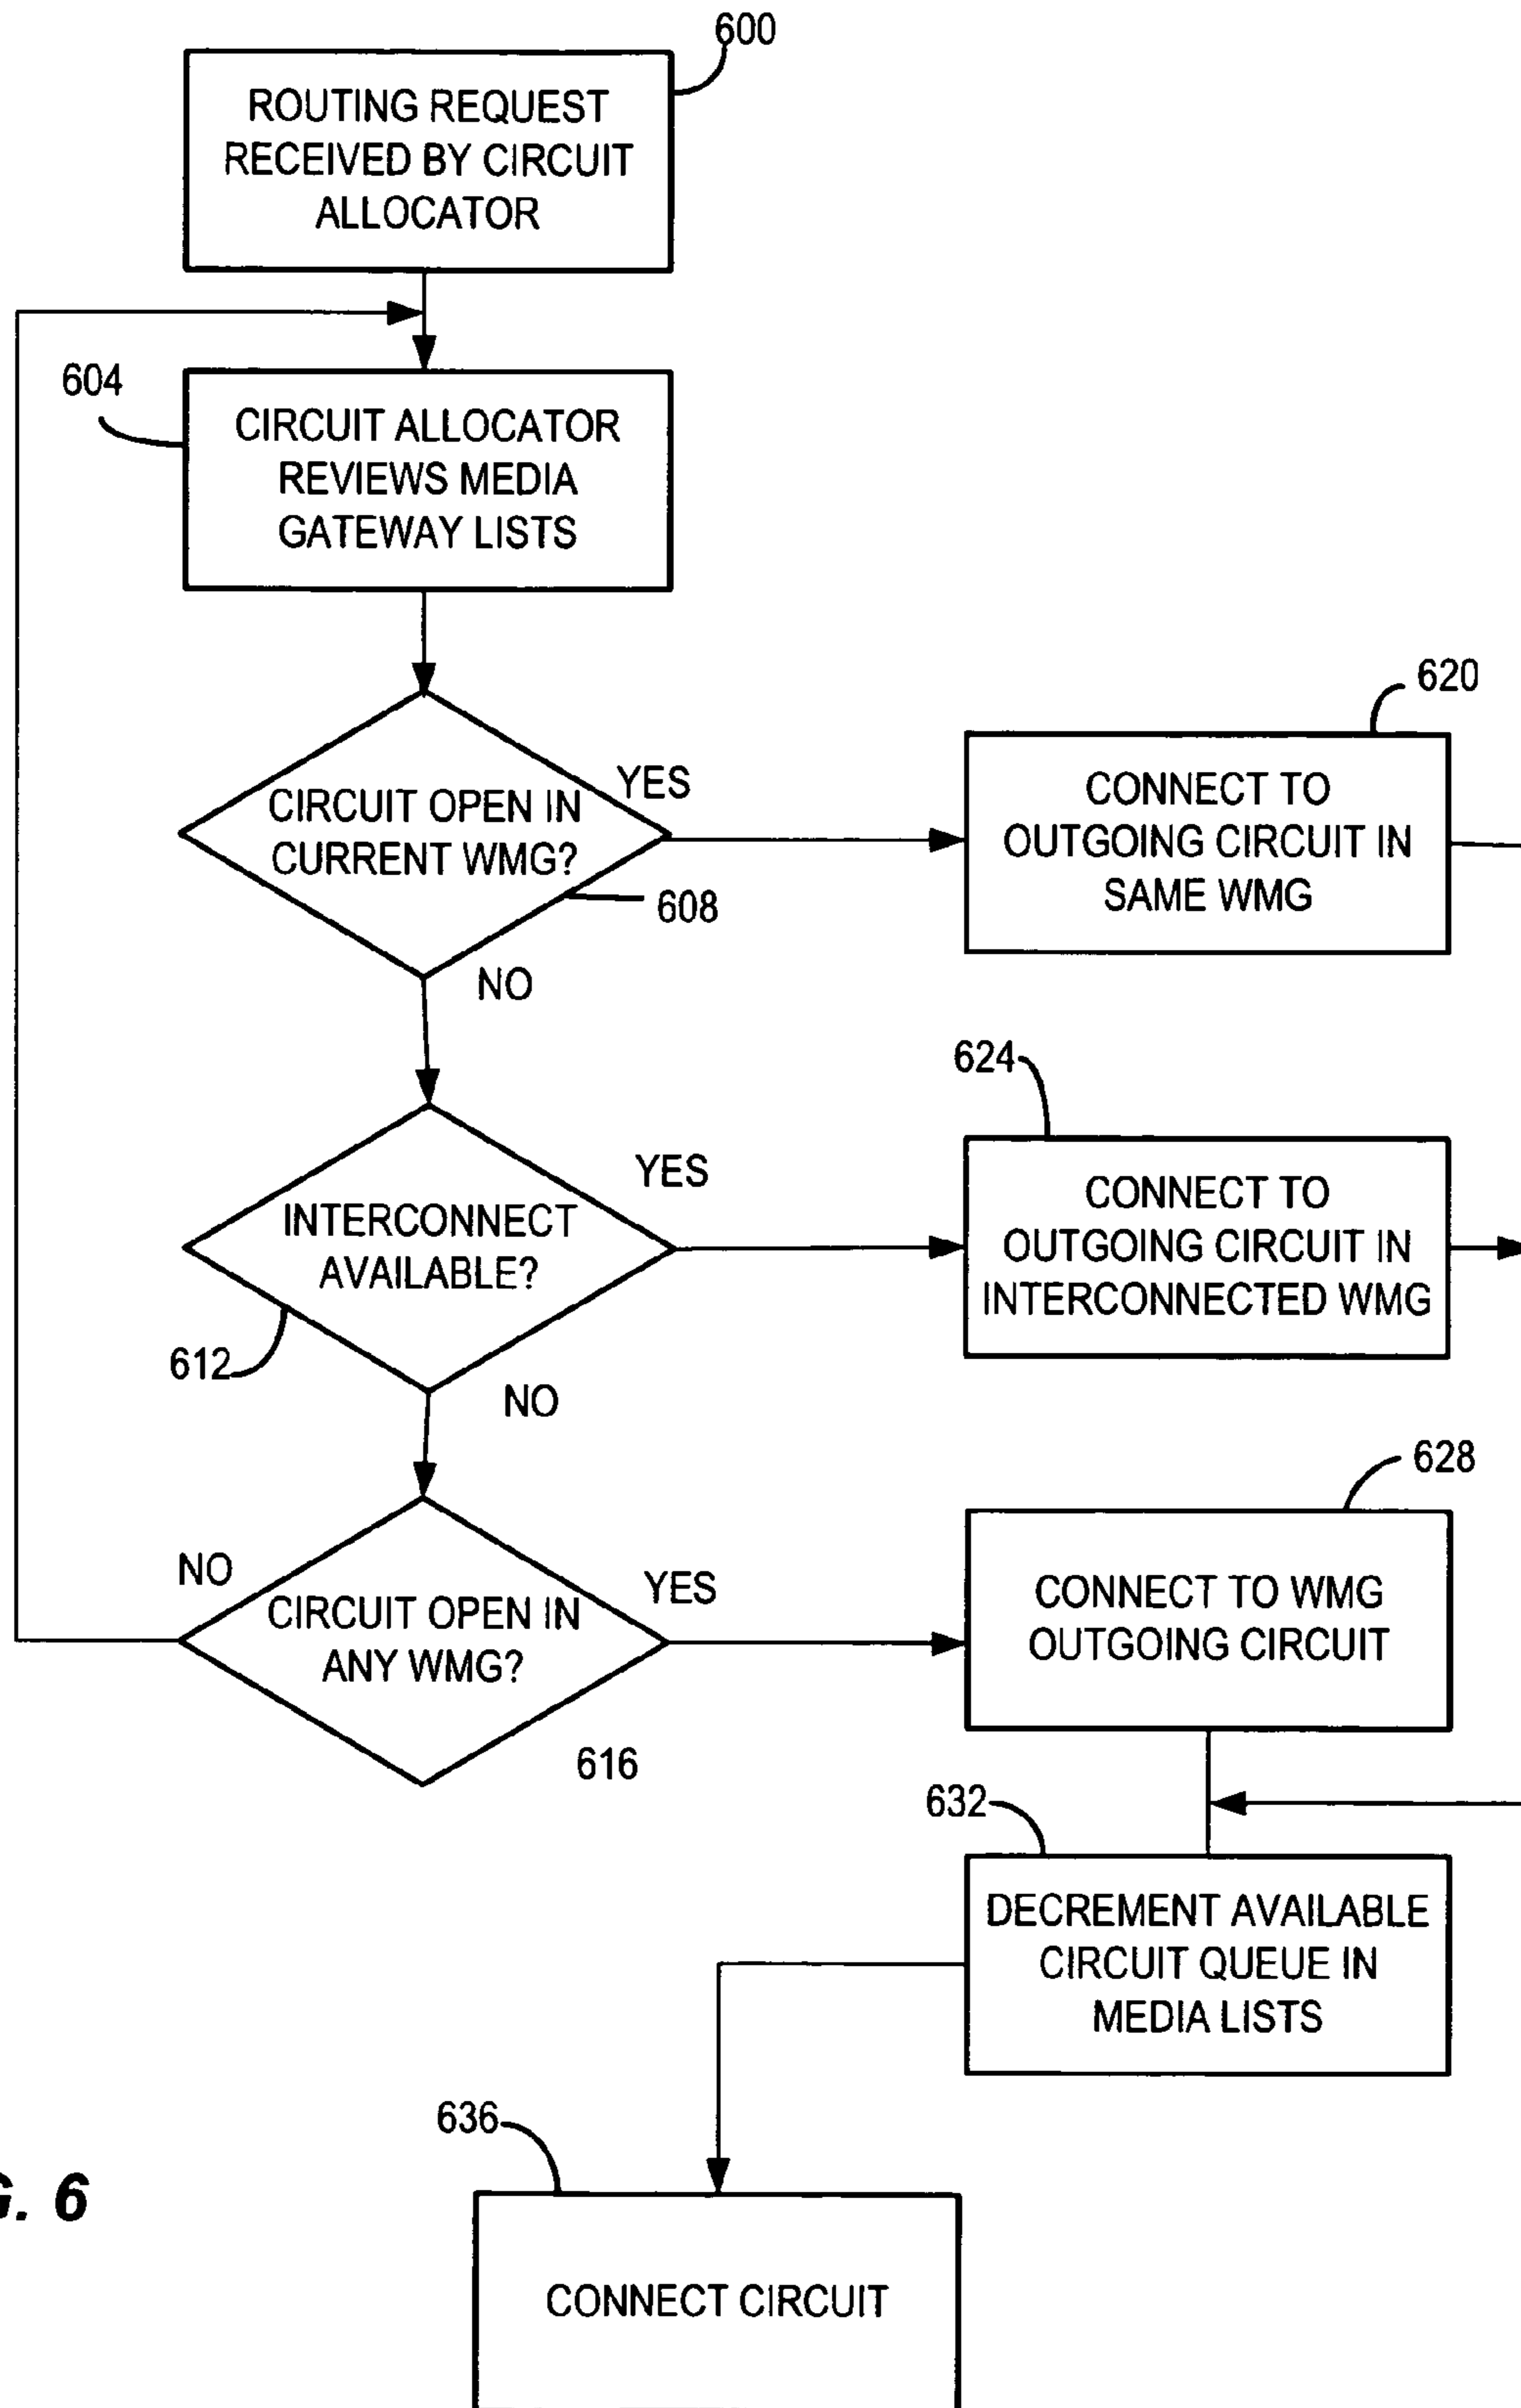 600
ROUTING REQUEST
RECEIVED BY CIRCUIT
ALLOCATOR
604
CIRCUIT ALLOCATOR
REVIEWS MEDIA
GATEWAY LISTS
CIRCUIT OPEN IN
CURRENT WMG?
YES
608
NO
620
CONNECT TO
OUTGOING CIRCUIT IN
SAME WMG
INTERCONNECT
AVAILABLE?
YES
612
NO
624
CONNECT TO
OUTGOING CIRCUIT IN
INTERCONNECTED WMG
NO
CIRCUIT OPEN IN
ANY WMG?
YES
616
628
CONNECT TO WMG
OUTGOING CIRCUIT
632
DECREMENT AVAILABLE
CIRCUIT QUEUE IN
MEDIA LISTS
636
CONNECT CIRCUIT
G. 6